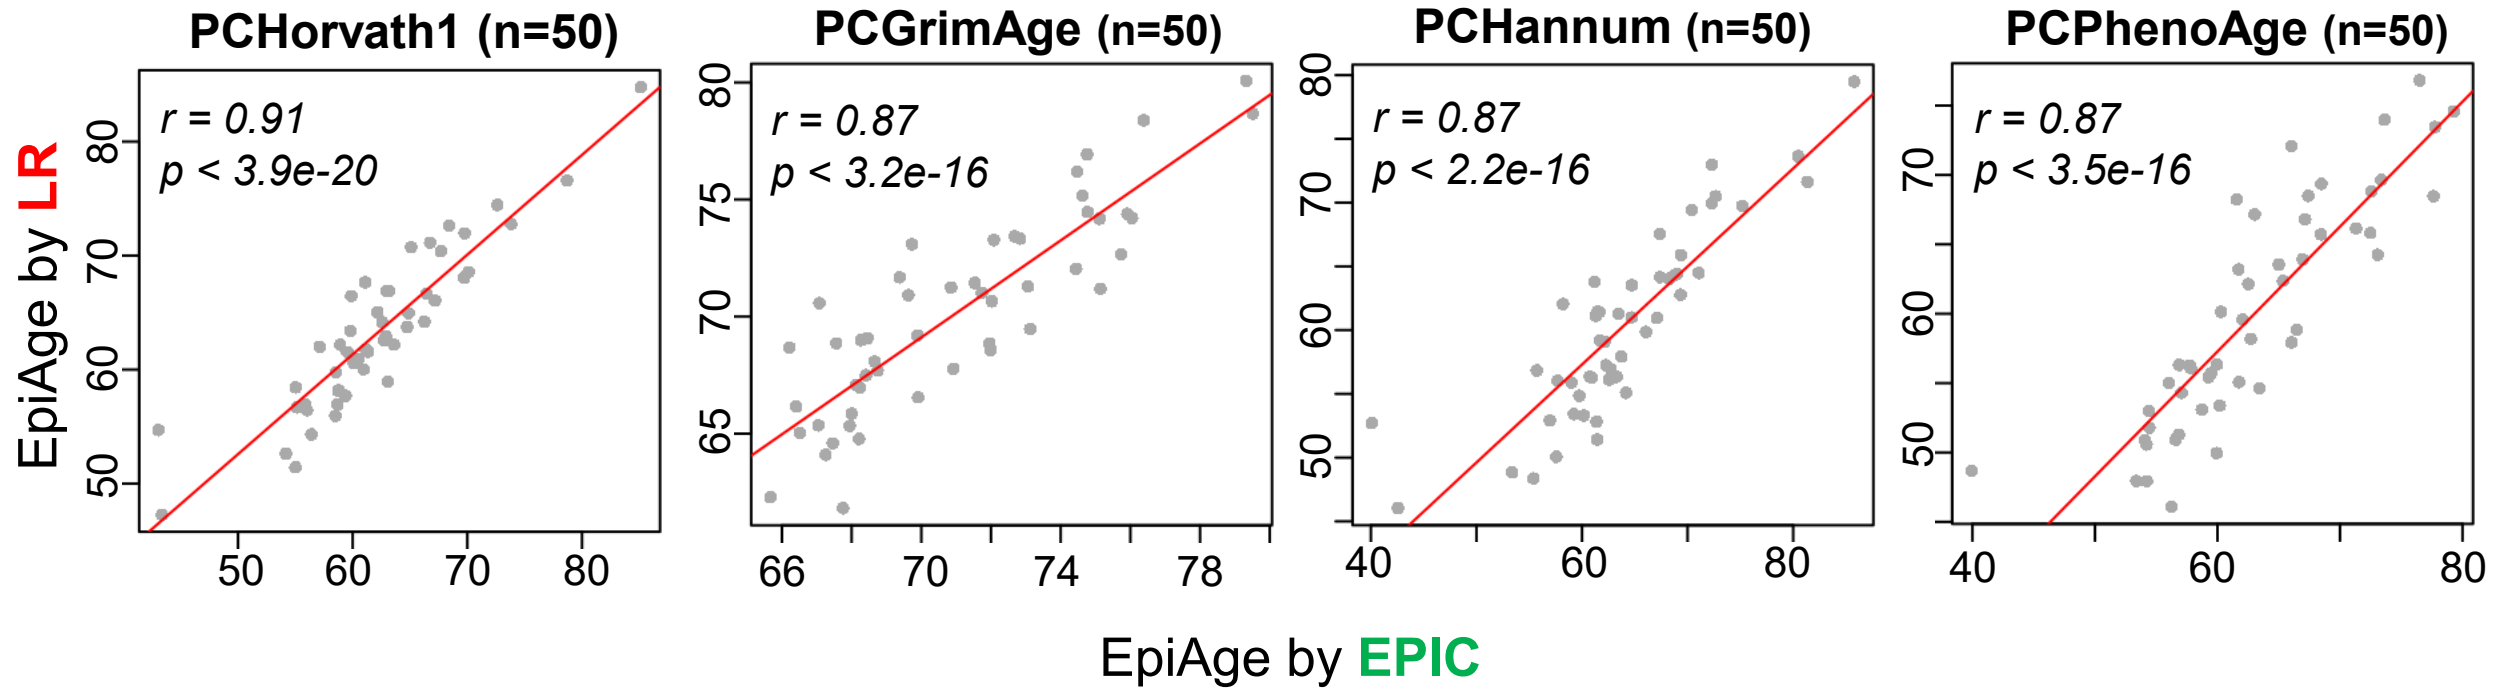 PCHorvath1 (n=50)
r = 0.91
p < 3.9e-20
80
70
60
50
50 60 70 80
PCGrimAge (n=50)
r = 0.87
p < 3.2e-16
80
75
70
65
66 70 74 78
PCHannum (n=50)
r = 0.87
p < 2.2e-16
80
70
60
50
40 60 80
PCPhenoAge (n=50)
r = 0.87
p < 3.5e-16
70
60
50
40 60 80
EpiAge by LR
EpiAge by EPIC